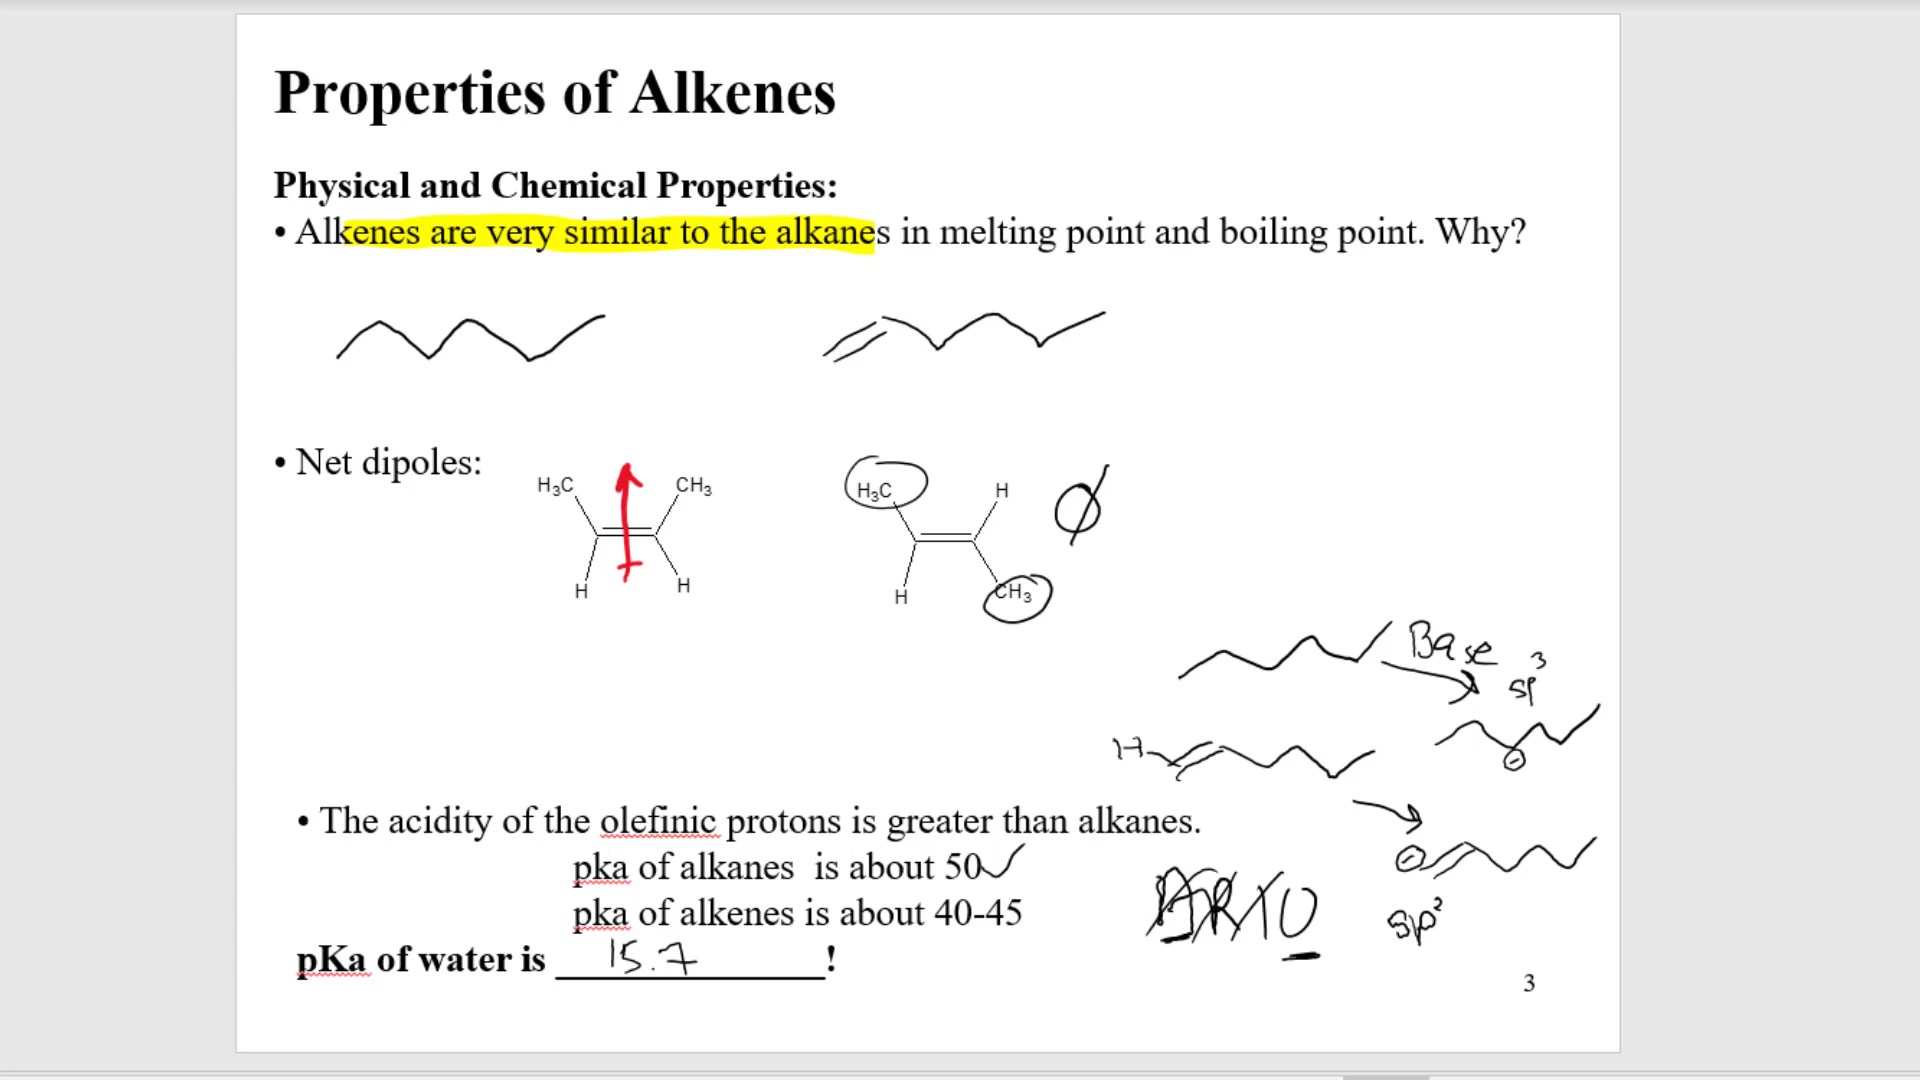 Properties of Alkenes
Physical and Chemical Properties:
• Alkenes are very similar to the alkanes in melting point and boiling point. Why?
• Net dipoles:
H₃C CH₃
H H
H₃C H
H CH₃
Base
sp³
H
• The acidity of the olefinic protons is greater than alkanes.
pka of alkanes is about 50
pka of alkenes is about 40-45
ARIO
sp²
pKa of water is 15.7 !
3